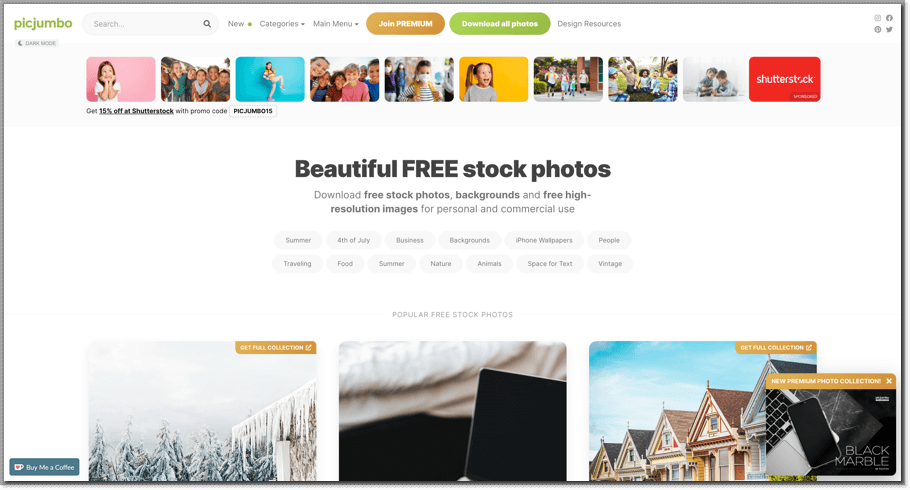 picjumbo
Search...
New
Categories
Main Menu
Join PREMIUM
Download all photos
Design Resources
DARK MODE
shutterstock
SPONSORED
Get 15% off at Shutterstock with promo code PICJUMBO15
Beautiful FREE stock photos
Download free stock photos, backgrounds and free high-
resolution images for personal and commercial use
Summer 4th of July Business Backgrounds iPhone Wallpapers People
Traveling Food Summer Nature Animals Space for Text Vintage
POPULAR FREE STOCK PHOTOS
GET FULL COLLECTION
GET FULL COLLECTION
NEW PREMIUM PHOTO COLLECTION!
BLACK
MARBLE
Buy Me a Coffee